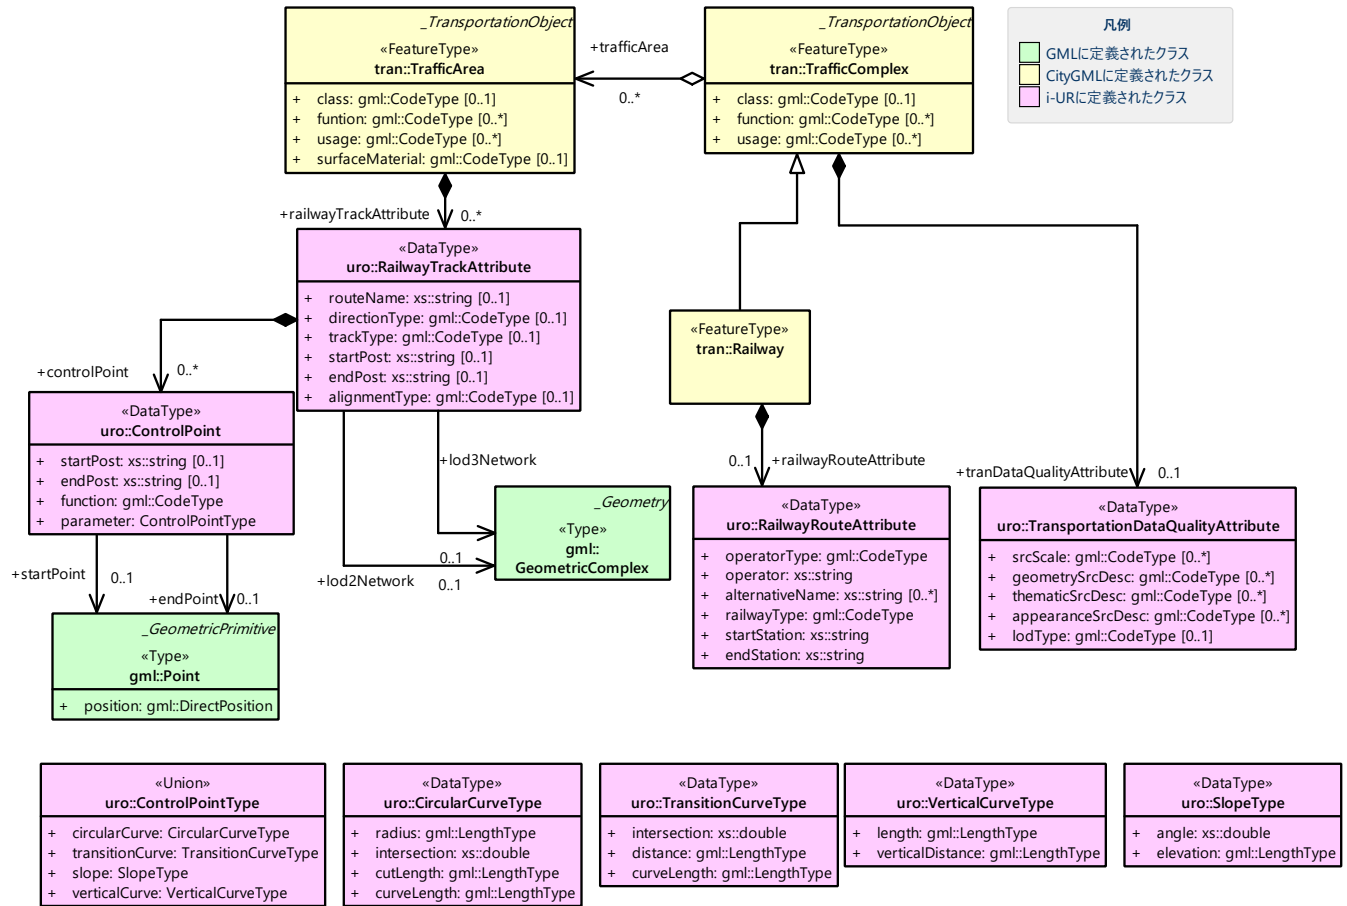 _TransportationObject
«FeatureType»
tran::TrafficArea
+ class: gml::CodeType [0..1]
+ funtion: gml::CodeType [0..*]
+ usage: gml::CodeType [0..*]
+ surfaceMaterial: gml::CodeType [0..1]
+trafficArea
0..*
_TransportationObject
«FeatureType»
tran::TrafficComplex
+ class: gml::CodeType [0..1]
+ function: gml::CodeType [0..*]
+ usage: gml::CodeType [0..*]
凡例
GMLに定義されたクラス
CityGMLに定義されたクラス
i-URに定義されたクラス
+railwayTrackAttribute
0..*
«DataType»
uro::RailwayTrackAttribute
+ routeName: xs::string [0..1]
+ directionType: gml::CodeType [0..1]
+ trackType: gml::CodeType [0..1]
+ startPost: xs::string [0..1]
+ endPost: xs::string [0..1]
+ alignmentType: gml::CodeType [0..1]
«FeatureType»
tran::Railway
+controlPoint
0..*
«DataType»
uro::ControlPoint
+ startPost: xs::string [0..1]
+ endPost: xs::string [0..1]
+ function: gml::CodeType
+ parameter: ControlPointType
+lod3Network
0..1
+lod2Network
0..1
_Geometry
«Type»
gml::
GeometricComplex
0..1
+railwayRouteAttribute
«DataType»
uro::RailwayRouteAttribute
+ operatorType: gml::CodeType
+ operator: xs::string
+ alternativeName: xs::string [0..*]
+ railwayType: gml::CodeType
+ startStation: xs::string
+ endStation: xs::string
+tranDataQualityAttribute
0..1
«DataType»
uro::TransportationDataQualityAttribute
+ srcScale: gml::CodeType [0..*]
+ geometrySrcDesc: gml::CodeType [0..*]
+ thematicSrcDesc: gml::CodeType [0..*]
+ appearanceSrcDesc: gml::CodeType [0..*]
+ lodType: gml::CodeType [0..1]
+startPoint
0..1
+endPoint
0..1
_GeometricPrimitive
«Type»
gml::Point
+ position: gml::DirectPosition
«Union»
uro::ControlPointType
+ circularCurve: CircularCurveType
+ transitionCurve: TransitionCurveType
+ slope: SlopeType
+ verticalCurve: VerticalCurveType
«DataType»
uro::CircularCurveType
+ radius: gml::LengthType
+ intersection: xs::double
+ cutLength: gml::LengthType
+ curveLength: gml::LengthType
«DataType»
uro::TransitionCurveType
+ intersection: xs::double
+ distance: gml::LengthType
+ curveLength: gml::LengthType
«DataType»
uro::VerticalCurveType
+ length: gml::LengthType
+ verticalDistance: gml::LengthType
«DataType»
uro::SlopeType
+ angle: xs::double
+ elevation: gml::LengthType